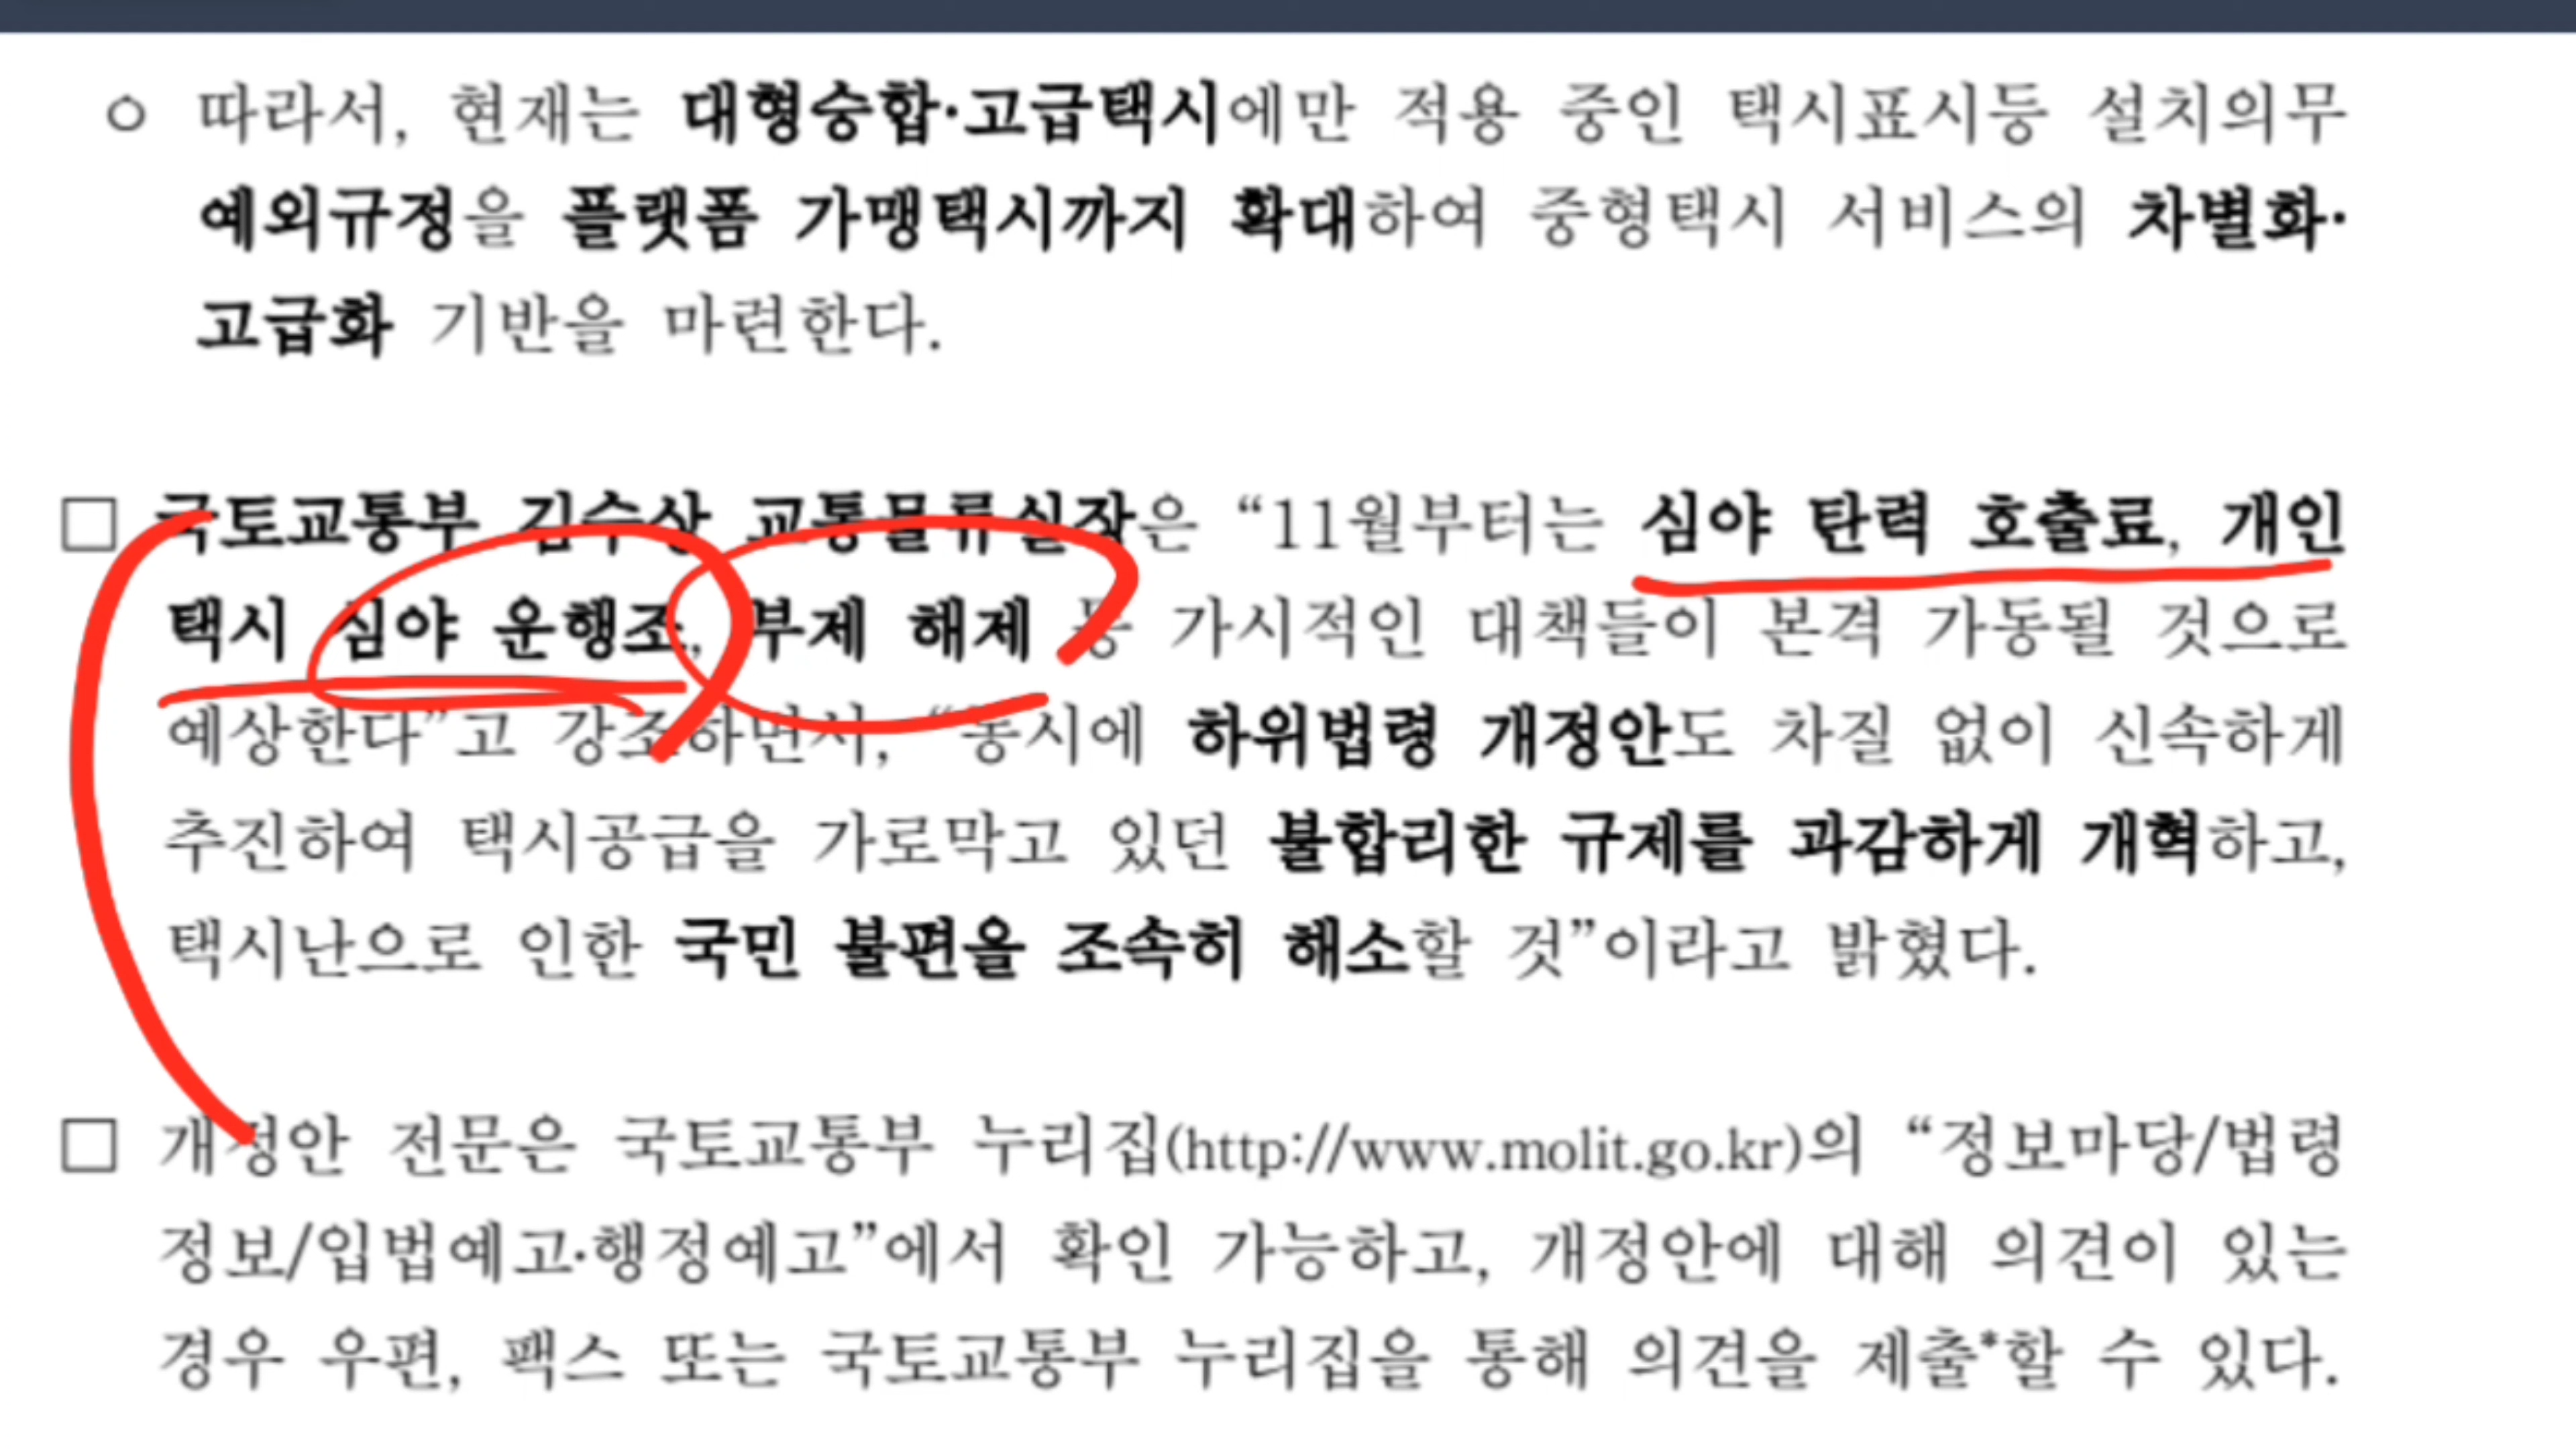 ○ 따라서, 현재는 대형승합·고급택시에만 적용 중인 택시표시등 설치의무
예외규정을 플랫폼 가맹택시까지 확대하여 중형택시 서비스의 차별화·
고급화 기반을 마련한다.
□ 국토교통부 김수상 교통물류실장은 “11월부터는 심야 탄력 호출료, 개인
택시 심야 운행조, 부제 해제 등 가시적인 대책들이 본격 가동될 것으로
예상한다”고 강조하면서, “동시에 하위법령 개정안도 차질 없이 신속하게
추진하여 택시공급을 가로막고 있던 불합리한 규제를 과감하게 개혁하고,
택시난으로 인한 국민 불편을 조속히 해소할 것”이라고 밝혔다.
□ 개정안 전문은 국토교통부 누리집(http://www.molit.go.kr)의 “정보마당/법령
정보/입법예고·행정예고”에서 확인 가능하고, 개정안에 대해 의견이 있는
경우 우편, 팩스 또는 국토교통부 누리집을 통해 의견을 제출*할 수 있다.